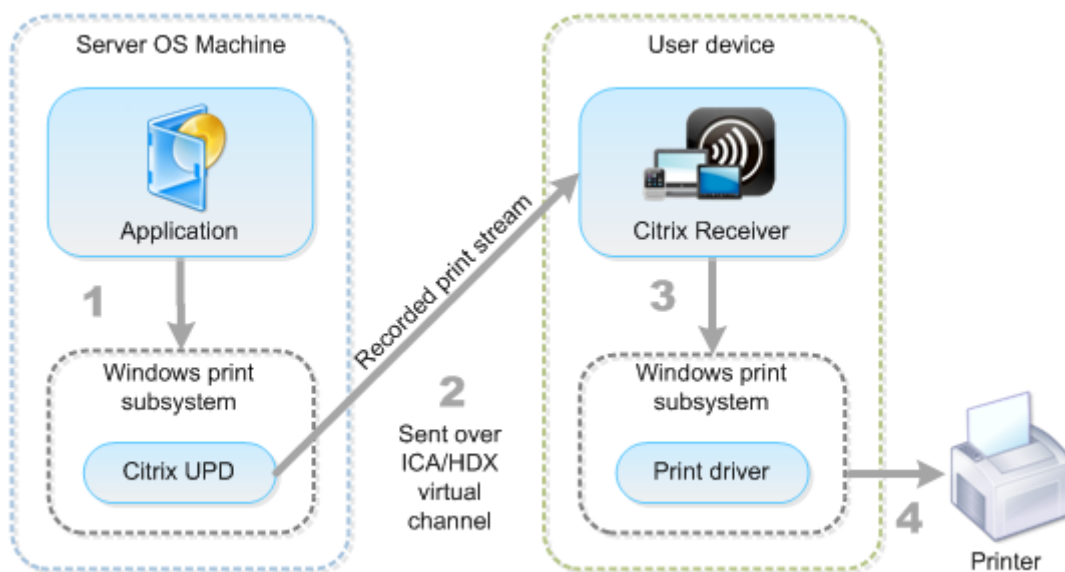 Server OS Machine
User device
Application
Citrix Receiver
1
Recorded print stream
3
Windows print
subsystem
2
Windows print
subsystem
Sent over
ICA/HDX
virtual
channel
Citrix UPD
Print driver
4
Printer